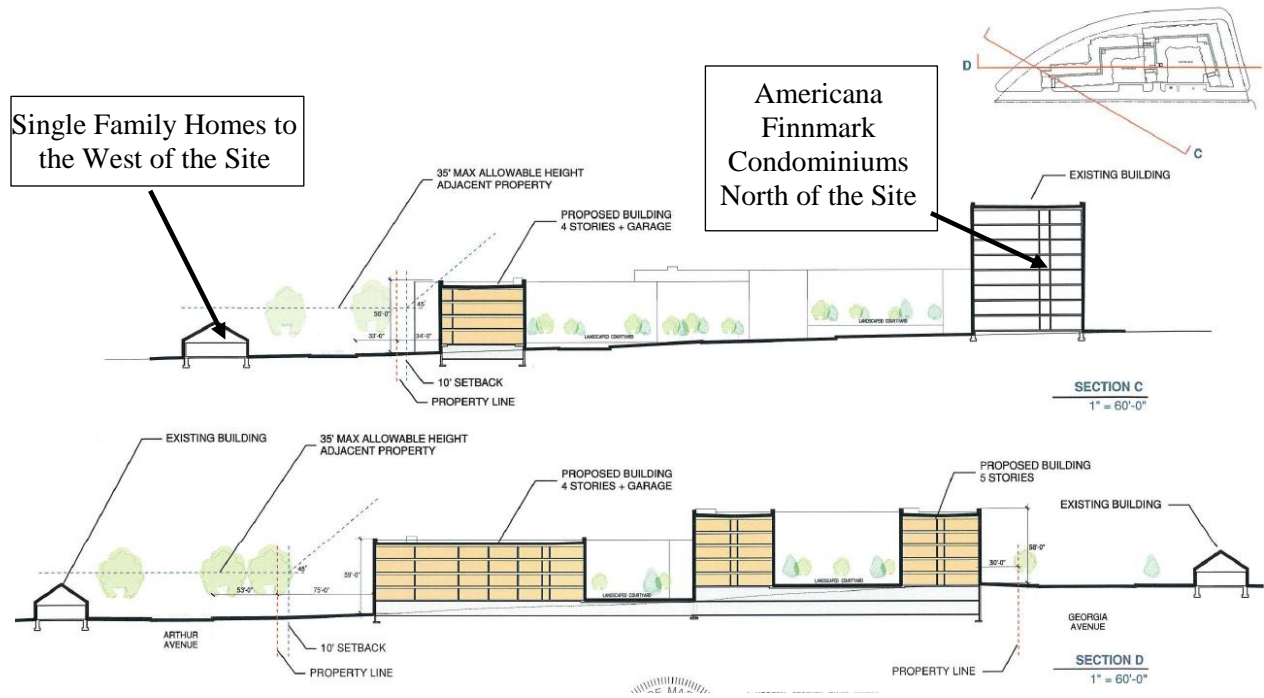 D
C
Single Family Homes to
the West of the Site
Americana
Finnmark
Condominiums
North of the Site
35' MAX ALLOWABLE HEIGHT
ADJACENT PROPERTY
PROPOSED BUILDING
4 STORIES + GARAGE
EXISTING BUILDING
45'
56'-0"
33'-0"
34'-0"
LANDSCAPED COURTYARD
LANDSCAPED COURTYARD
10' SETBACK
PROPERTY LINE
SECTION C
1" = 60'-0"
EXISTING BUILDING
35' MAX ALLOWABLE HEIGHT
ADJACENT PROPERTY
PROPOSED BUILDING
4 STORIES + GARAGE
PROPOSED BUILDING
5 STORIES
EXISTING BUILDING
45'
53'-0"
75'-0"
59'-0"
LANDSCAPED COURTYARD
LANDSCAPED COURTYARD
30'-0"
58'-0"
ARTHUR
AVENUE
GEORGIA
AVENUE
10' SETBACK
PROPERTY LINE
PROPERTY LINE
SECTION D
1" = 60'-0"